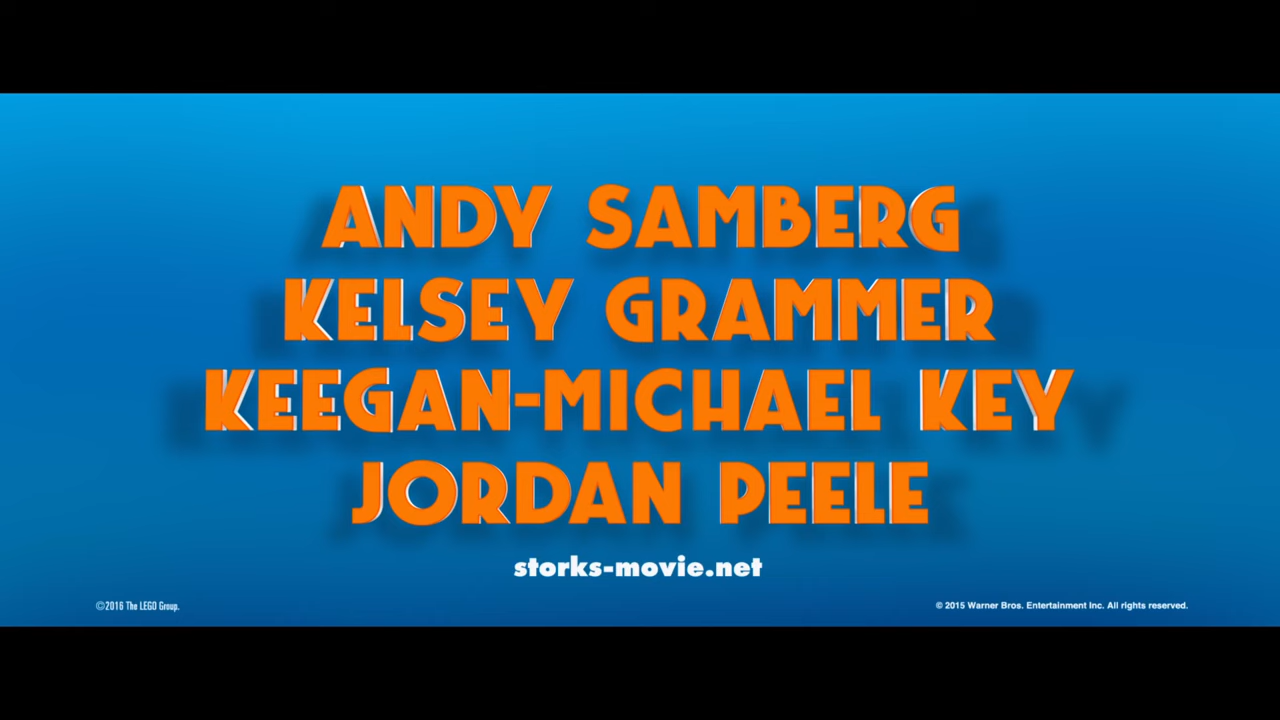 ANDY SAMBERG
KELSEY GRAMMER
KEEGAN-MICHAEL KEY
JORDAN PEELE
storks-movie.net
©2016 The LEGO Group.
© 2015 Warner Bros. Entertainment Inc. All rights reserved.